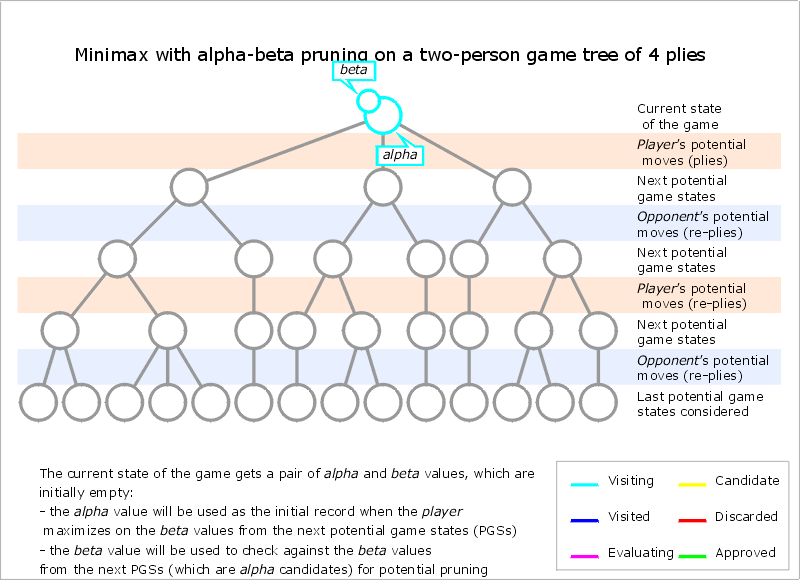 Minimax with alpha-beta pruning on a two-person game tree of 4 plies
beta
alpha
Current state
of the game
Player's potential
moves (plies)
Next potential
game states
Opponent's potential
moves (re-plies)
Next potential
game states
Player's potential
moves (re-plies)
Next potential
game states
Opponent's potential
moves (re-plies)
Last potential game
states considered
The current state of the game gets a pair of alpha and beta values, which are
initially empty:
- the alpha value will be used as the initial record when the player
maximizes on the beta values from the next potential game states (PGSs)
- the beta value will be used to check against the beta values
from the next PGSs (which are alpha candidates) for potential pruning
Visiting
Candidate
Visited
Discarded
Evaluating
Approved